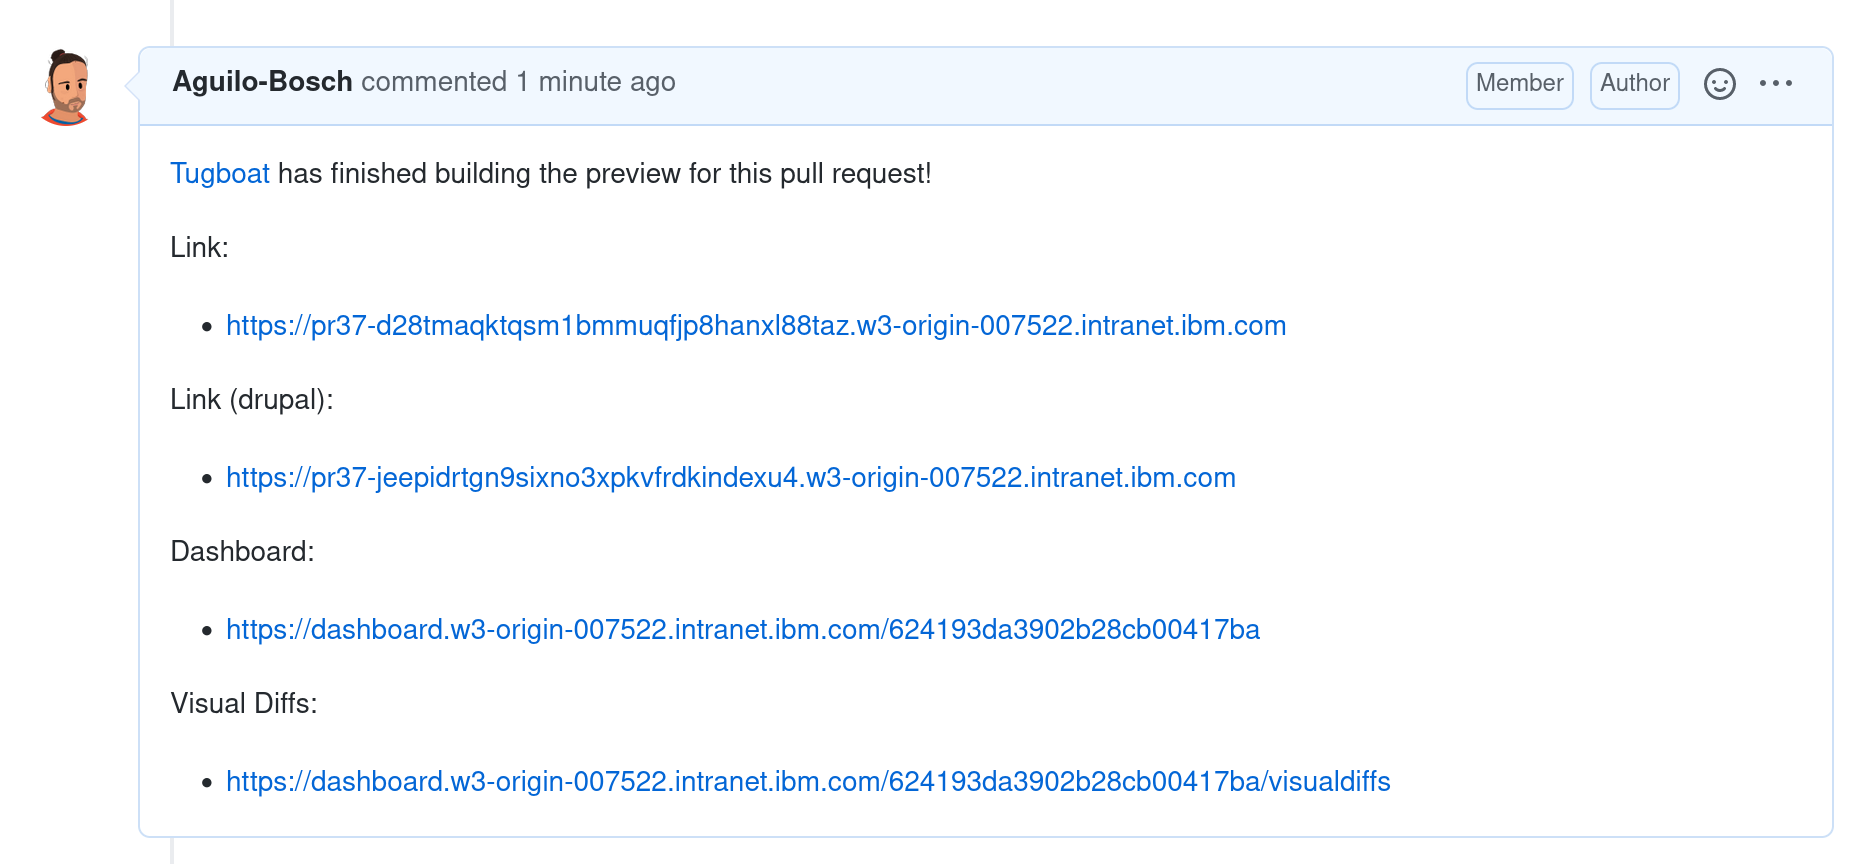 Aguilo-Bosch commented 1 minute ago Member Author
Tugboat has finished building the preview for this pull request!
Link:
https://pr37-d28tmaqktqsm1bmmuqfjp8hanxl88taz.w3-origin-007522.intranet.ibm.com
Link (drupal):
https://pr37-jeepidrtgn9sixno3xpkvfrdkindexu4.w3-origin-007522.intranet.ibm.com
Dashboard:
https://dashboard.w3-origin-007522.intranet.ibm.com/624193da3902b28cb00417ba
Visual Diffs:
https://dashboard.w3-origin-007522.intranet.ibm.com/624193da3902b28cb00417ba/visualdiffs